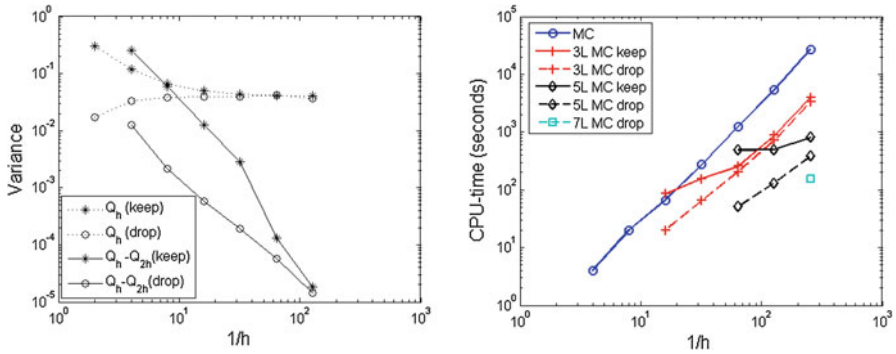 10^0
10^-1
10^-2
10^-3
10^-4
10^-5
10^0 10^1 10^2 10^3
Variance
1/h
Q_h (keep)
Q_h (drop)
Q_h -Q_2h(keep)
Q_h -Q_2h(drop)
10^5
10^4
10^3
10^2
10^1
10^0
10^0 10^1 10^2 10^3
CPU-time (seconds)
1/h
MC
3L MC keep
3L MC drop
5L MC keep
5L MC drop
7L MC drop